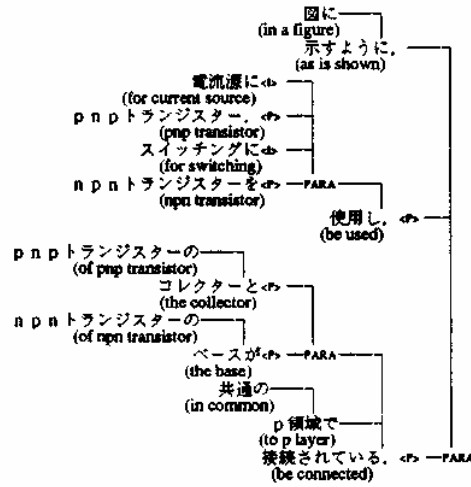 図に
(in a figure)
示すように,
(as is shown)
電流源に<I>
(for current source)
pnpトランジスター,<P>
(pnp transistor)
スイッチングに<I>
(for switching)
npnトランジスターを<P>─PARA
(npn transistor)
使用し, <P>
(be used)
pnpトランジスターの
(of pnp transistor)
コレクターと<P>
(the collector)
npnトランジスターの
(of npn transistor)
ベースが<P>─PARA
(the base)
共通の
(in common)
p領域で
(to p layer)
接続されている, <P>─PARA
(be connected)